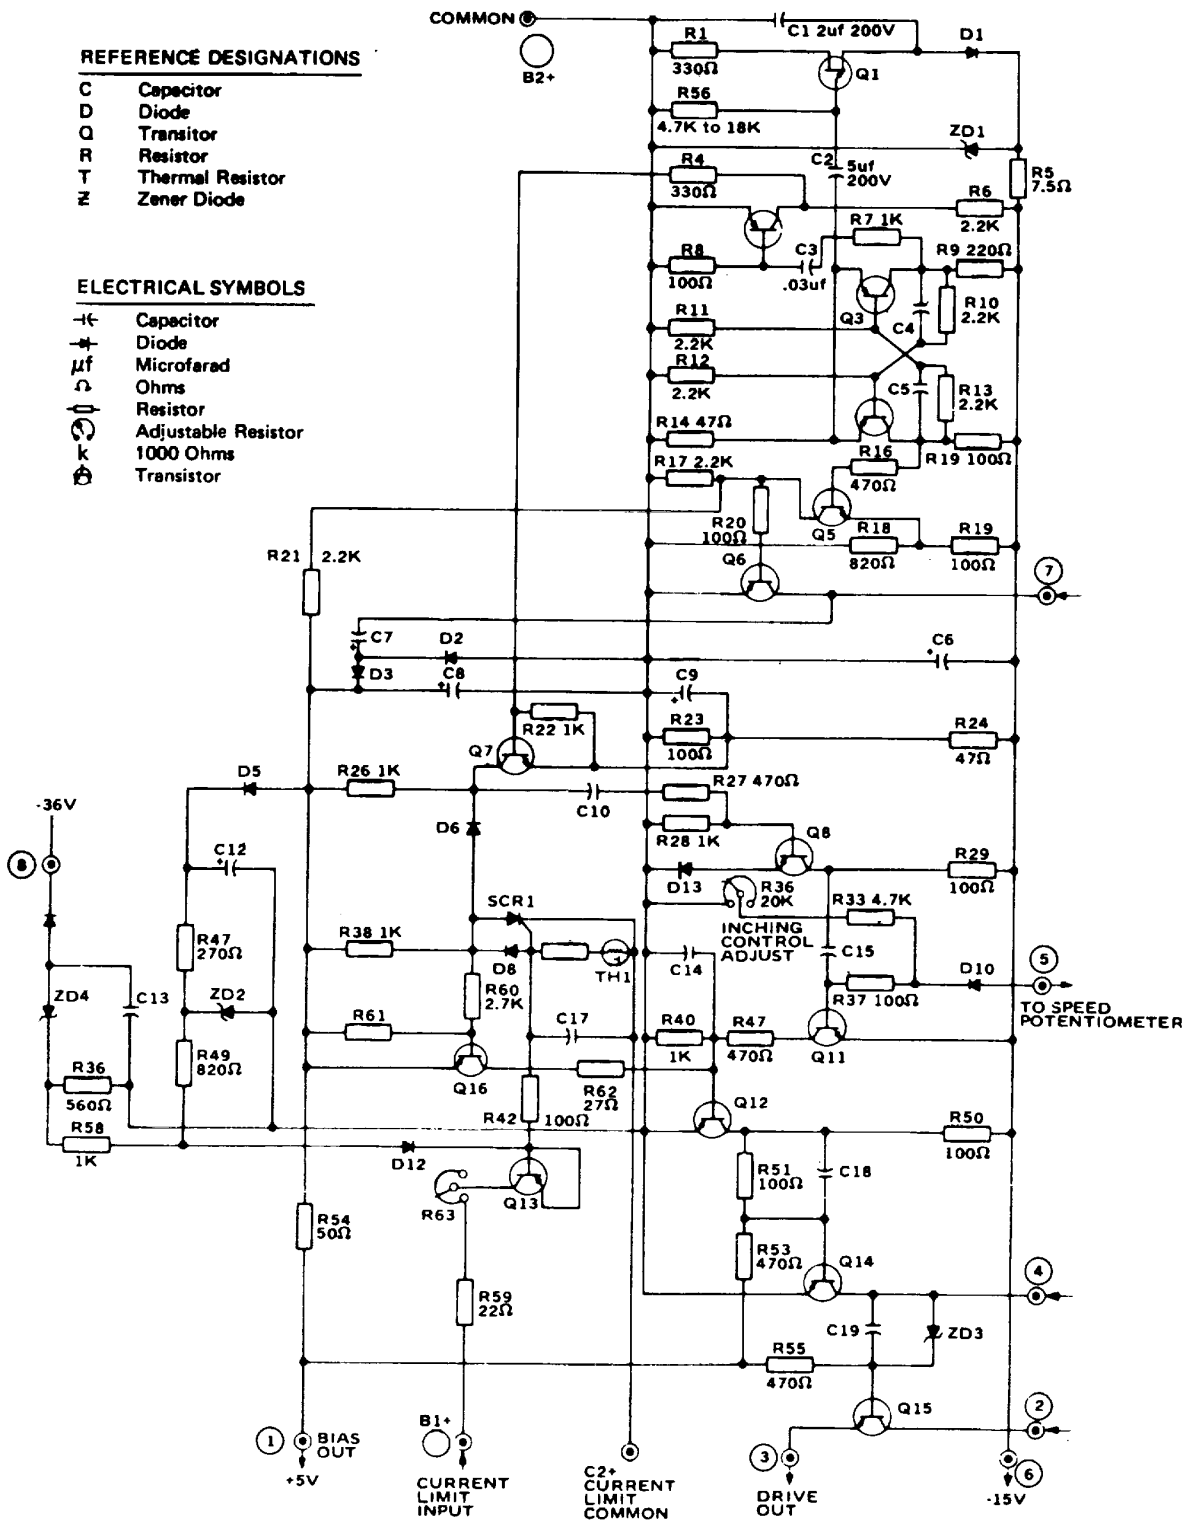 COMMON
B2+
REFERENCE DESIGNATIONS
C Capacitor
D Diode
Q Transitor
R Resistor
T Thermal Resistor
Z Zener Diode
ELECTRICAL SYMBOLS
Capacitor
Diode
µf Microfarad
Ω Ohms
Resistor
Adjustable Resistor
k 1000 Ohms
Transistor
C1 2uf 200V
R1
330Ω
Q1
D1
R56
4.7K to 18K
ZD1
C2
5uf
200V
R5
7.5Ω
R4
330Ω
R6
2.2K
R7 1K
R8
100Ω
C3
.03uf
R9 220Ω
Q3
C4
R10
2.2K
R11
2.2K
R12
2.2K
C5
R13
2.2K
R14 47Ω
R16
470Ω
R19 100Ω
R17 2.2K
R20
100Ω
Q5
R18
820Ω
R19
100Ω
Q6
R21 2.2K
7
C7
+
D2
C6
+
D3
C8
+
C9
+
R22 1K
R23
100Ω
R24
47Ω
Q7
D5
R26 1K
C10
R27 470Ω
-36V
D6
R28 1K
Q8
8
C12
+
D13
R36
20K
R29
100Ω
SCR1
R33 4.7K
INCHING
CONTROL
ADJUST
R47
270Ω
R38 1K
D8
TH1
C14
C15
D10
5
TO SPEED
POTENTIOMETER
ZD4
C13
ZD2
R60
2.7K
R37 100Ω
R61
C17
R40
1K
R47
470Ω
Q11
R49
820Ω
R36
560Ω
Q16
R62
27Ω
R42
100Ω
Q12
R58
1K
R50
100Ω
D12
R51
100Ω
C18
R63
Q13
R54
50Ω
R53
470Ω
Q14
4
R59
22Ω
C19
ZD3
R55
470Ω
Q15
2
1
BIAS
OUT
+5V
B1+
CURRENT
LIMIT
INPUT
C2+
CURRENT
LIMIT
COMMON
3
DRIVE
OUT
6
-15V